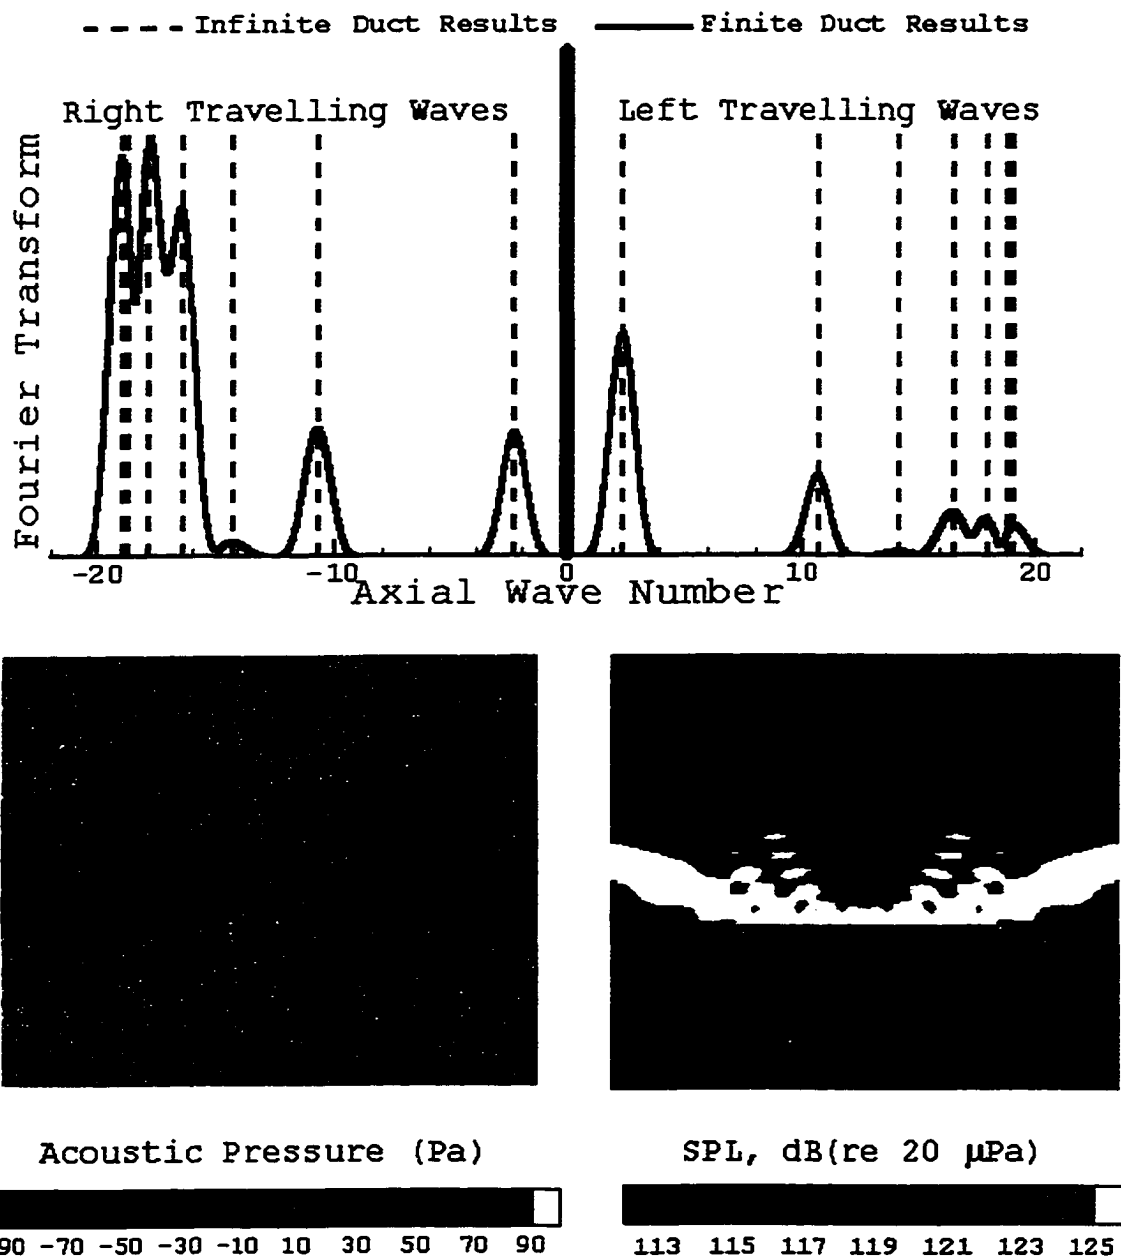 Infinite Duct Results Finite Duct Results
Right Travelling Waves Left Travelling Waves
Fourier Transform
-20 -10 0 10 20
Axial Wave Number
Acoustic Pressure (Pa) SPL, dB(re 20 µPa)
90 -70 -50 -30 -10 10 30 50 70 90 113 115 117 119 121 123 125